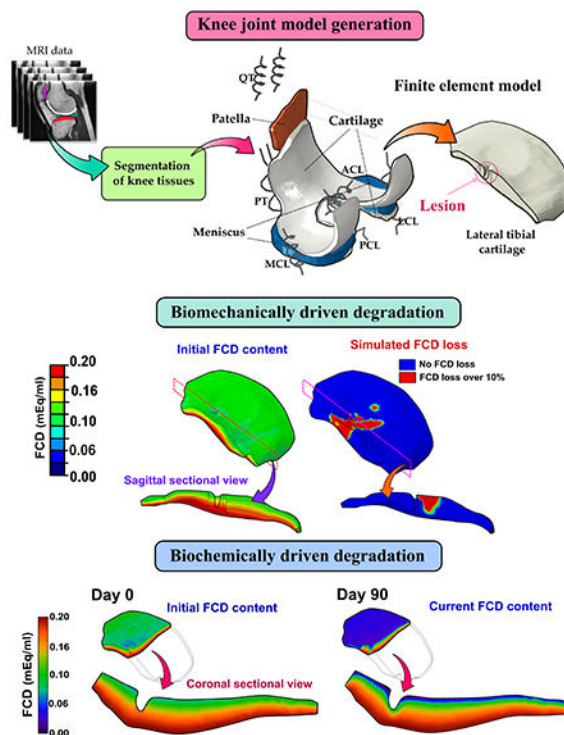 Knee joint model generation
MRI data
QT
Finite element model
Patella
Cartilage
Segmentation
of knee tissues
ACL
Lesion
PT
LCL
Meniscus
PCL
Lateral tibial
cartilage
MCL
Biomechanically driven degradation
Initial FCD content
Simulated FCD loss
No FCD loss
FCD loss over 10%
FCD (mEq/ml)
0.20
0.16
0.10
0.06
0.00
Sagittal sectional view
Biochemically driven degradation
Day 0
Initial FCD content
Day 90
Current FCD content
FCD (mEq/ml)
0.20
0.16
0.10
0.06
0.00
Coronal sectional view